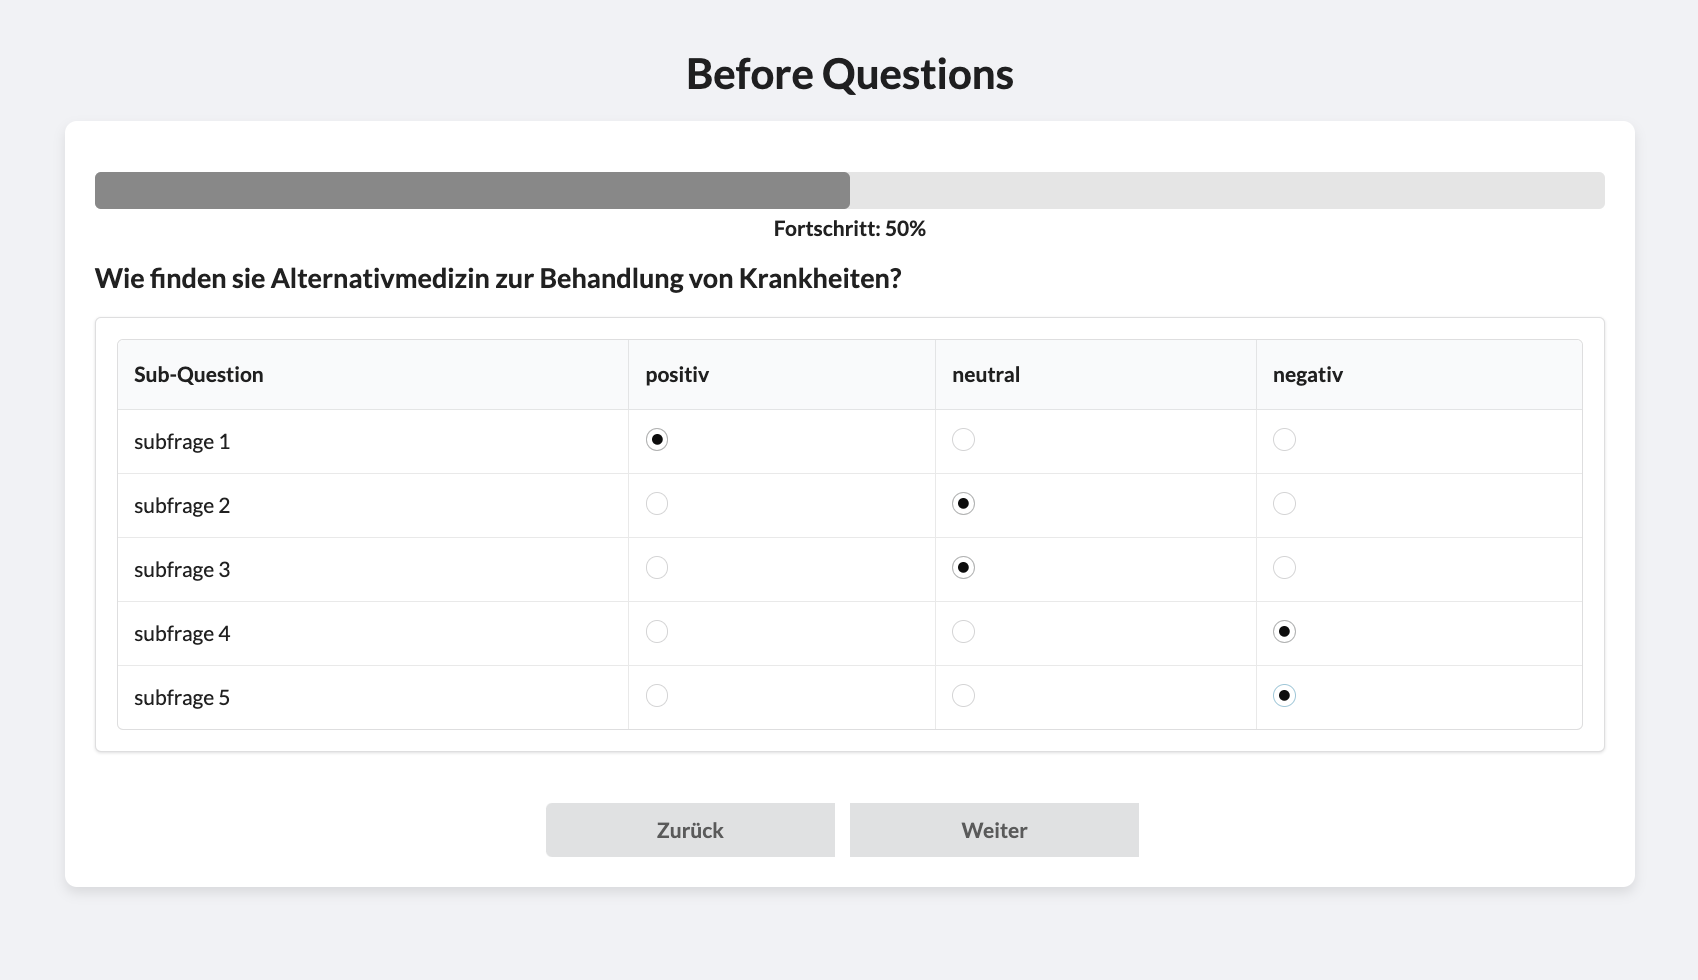 Before Questions
Fortschritt: 50%
Wie finden sie Alternativmedizin zur Behandlung von Krankheiten?
Sub-Question positiv neutral negativ
subfrage 1
subfrage 2
subfrage 3
subfrage 4
subfrage 5
Zurück Weiter